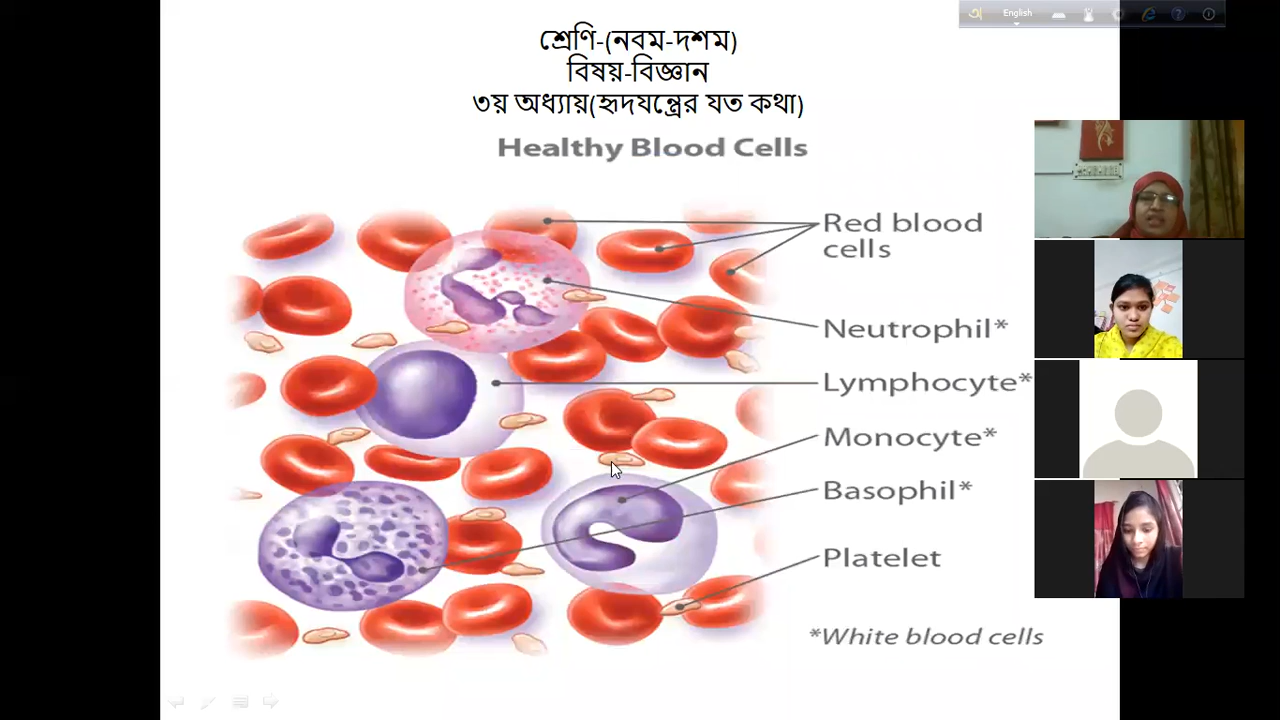 English
শ্রেণি-(নবম-দশম)
বিষয়-বিজ্ঞান
৩য় অধ্যায়(হৃদযন্ত্রের যত কথা)
Healthy Blood Cells
Red blood
cells
Neutrophil*
Lymphocyte*
Monocyte*
Basophil*
Platelet
*White blood cells